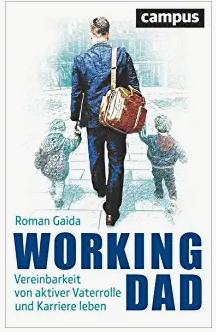 campus
Roman Gaida
WORKING
Vereinbarkeit
von aktiver Vaterrolle
und Karriere leben
DAD